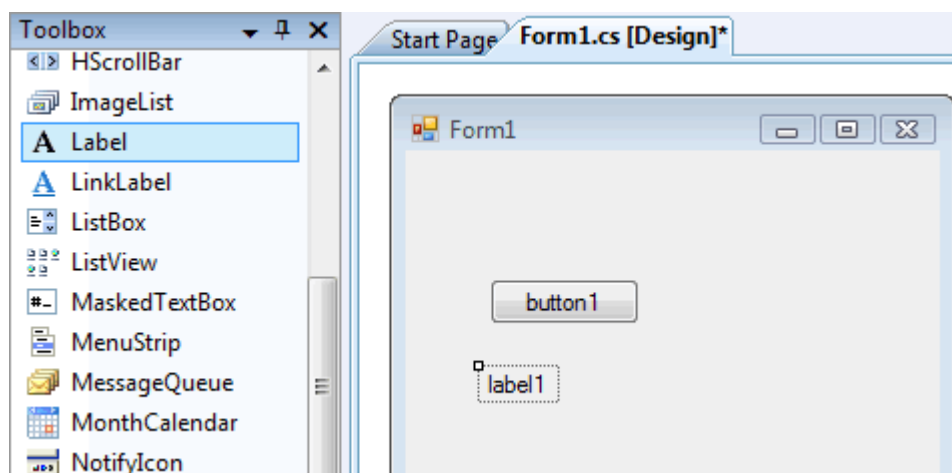 Toolbox
HScrollBar
ImageList
A Label
A LinkLabel
ListBox
ListView
#- MaskedTextBox
MenuStrip
MessageQueue
MonthCalendar
NotifyIcon
Start Page
Form1.cs [Design]*
Form1
button1
label1